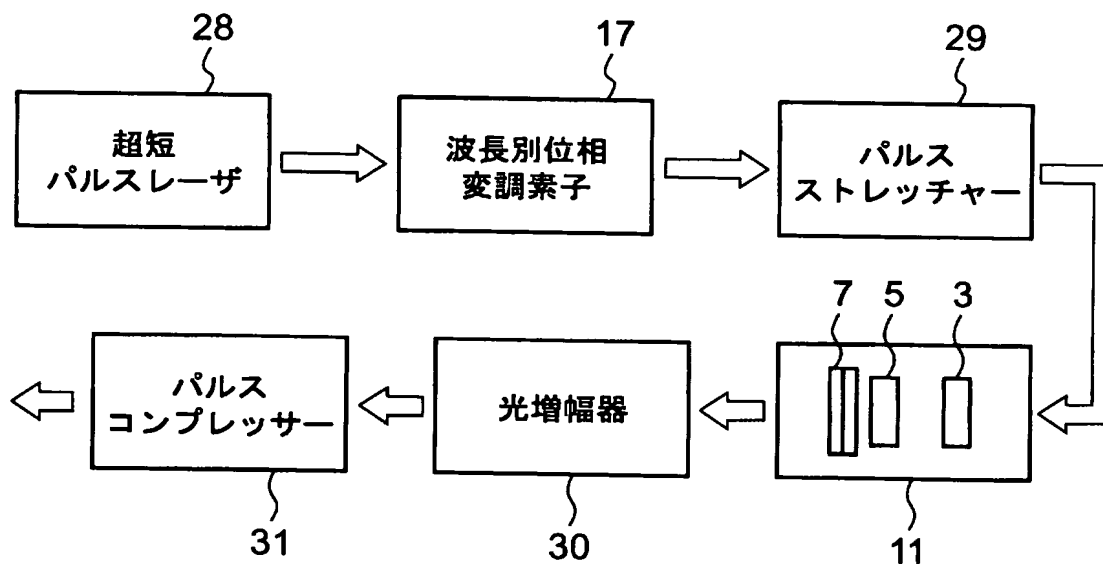 28
17
29
超短
パルスレーザ
波長別位相
変調素子
パルス
ストレッチャー
7
5
3
パルス
コンプレッサー
光増幅器
31
30
11